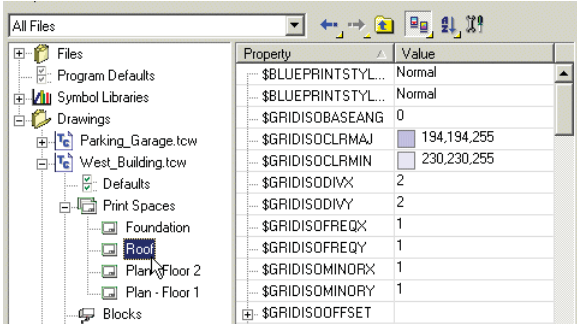 All Files
Files
Program Defaults
Symbol Libraries
Drawings
Parking_Garage.tcw
West_Building.tcw
Defaults
Print Spaces
Foundation
Roof
Plan - Floor 2
Plan - Floor 1
Blocks
Property Value
$BLUEPRINTSTYL... Normal
$BLUEPRINTSTYL... Normal
$GRIDISOBASEANG 0
$GRIDISOCLRMAJ 194,194,255
$GRIDISOCLRMIN 230,230,255
$GRIDISODIVX 2
$GRIDISODIVY 2
$GRIDISOFREQX 1
$GRIDISOFREQY 1
$GRIDISOMINORX 1
$GRIDISOMINORY 1
$GRIDISOOFFSET